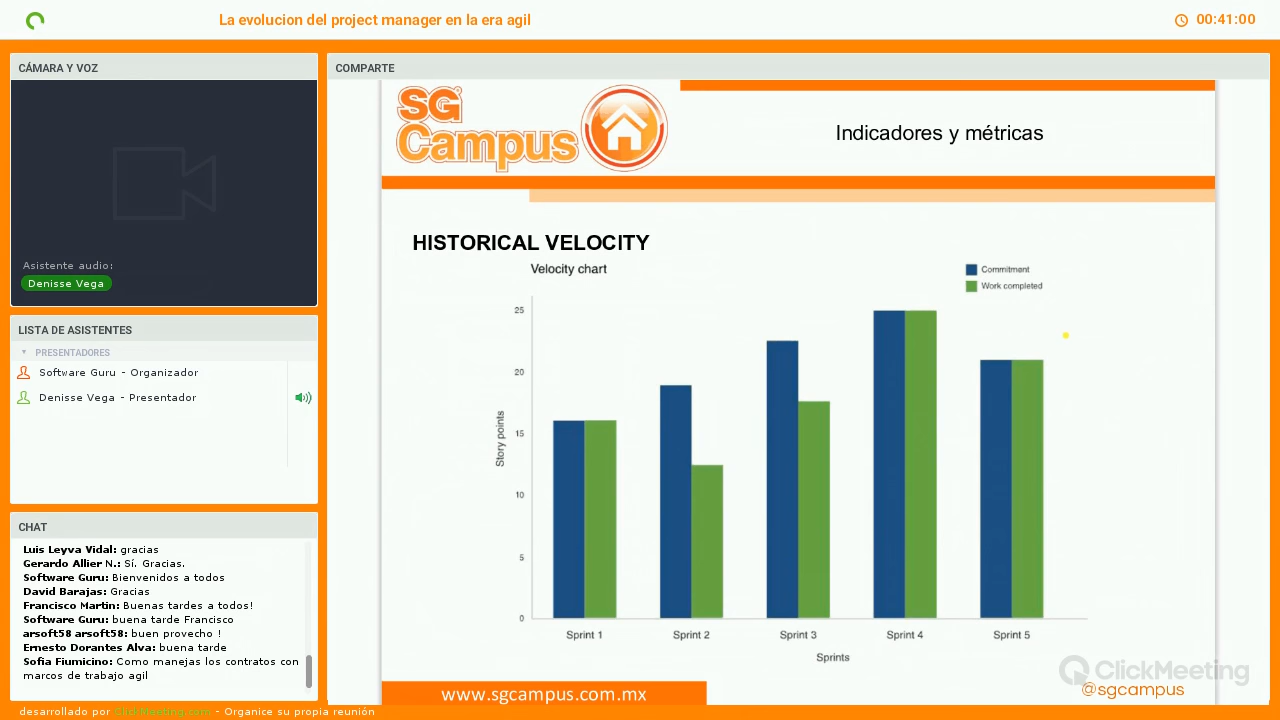 La evolucion del project manager en la era agil
00:41:00
CÁMARA Y VOZ
Asistente audio:
Denisse Vega
LISTA DE ASISTENTES
PRESENTADORES
Software Guru - Organizador
Denisse Vega - Presentador
CHAT
Luis Leyva Vidal: gracias
Gerardo Allier N.: Sí. Gracias.
Software Guru: Bienvenidos a todos
David Barajas: Gracias
Francisco Martin: Buenas tardes a todos!
Software Guru: buena tarde Francisco
arsoft58 arsoft58: buen provecho !
Ernesto Dorantes Alva: buena tarde
Sofia Fiumicino: Como manejas los contratos con
marcos de trabajo agil
COMPARTE
SG
Campus
Indicadores y métricas
HISTORICAL VELOCITY
Velocity chart
Commitment
Work completed
Story points
25
20
15
10
5
0
Sprint 1
Sprint 2
Sprint 3
Sprint 4
Sprint 5
Sprints
www.sgcampus.com.mx
ClickMeeting
@sgcampus
desarrollado por ClickMeeting.com - Organice su propia reunión